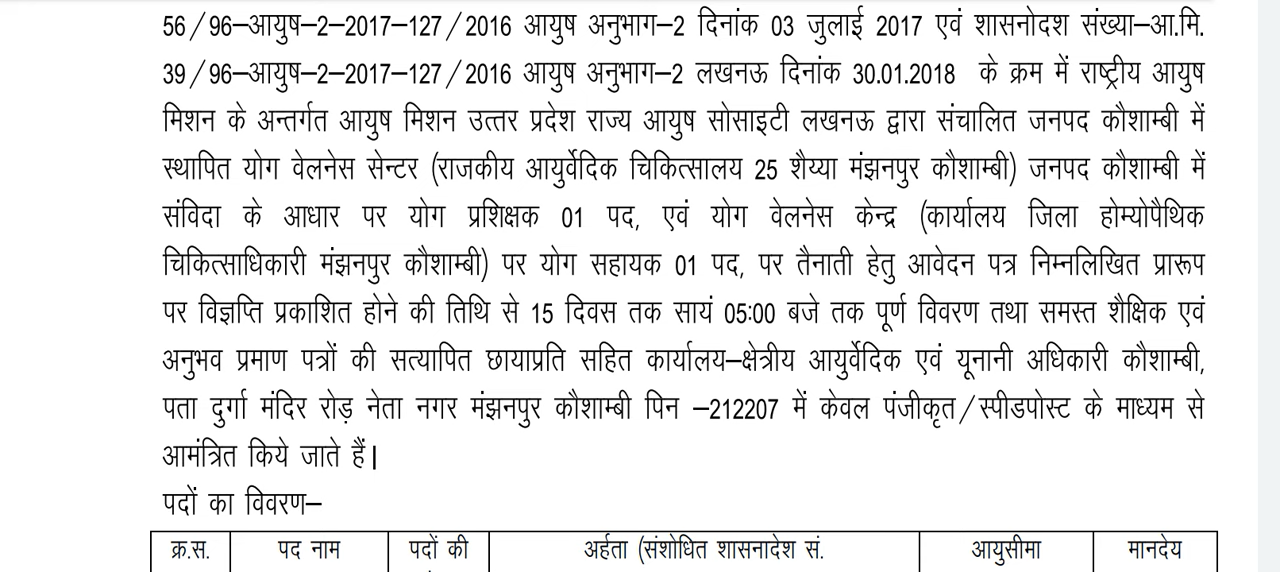 56/96–आयुष–2–2017–127/2016 आयुष अनुभाग–2 दिनांक 03 जुलाई 2017 एवं शासनोदश संख्या–आ.मि.
39/96–आयुष–2–2017–127/2016 आयुष अनुभाग–2 लखनऊ दिनांक 30.01.2018 के क्रम में राष्ट्रीय आयुष
मिशन के अन्तर्गत आयुष मिशन उत्तर प्रदेश राज्य आयुष सोसाइटी लखनऊ द्वारा संचालित जनपद कौशाम्बी में
स्थापित योग वेलनेस सेन्टर (राजकीय आयुर्वेदिक चिकित्सालय 25 शैय्या मंझनपुर कौशाम्बी) जनपद कौशाम्बी में
संविदा के आधार पर योग प्रशिक्षक 01 पद, एवं योग वेलनेस केन्द्र (कार्यालय जिला होम्योपैथिक
चिकित्साधिकारी मंझनपुर कौशाम्बी) पर योग सहायक 01 पद, पर तैनाती हेतु आवेदन पत्र निम्नलिखित प्रारूप
पर विज्ञप्ति प्रकाशित होने की तिथि से 15 दिवस तक सायं 05:00 बजे तक पूर्ण विवरण तथा समस्त शैक्षिक एवं
अनुभव प्रमाण पत्रों की सत्यापित छायाप्रति सहित कार्यालय–क्षेत्रीय आयुर्वेदिक एवं यूनानी अधिकारी कौशाम्बी,
पता दुर्गा मंदिर रोड़ नेता नगर मंझनपुर कौशाम्बी पिन –212207 में केवल पंजीकृत/स्पीडपोस्ट के माध्यम से
आमंत्रित किये जाते हैं।
पदों का विवरण–
क्र.स. पद नाम पदों की अर्हता (संशोधित शासनादेश सं. आयुसीमा मानदेय